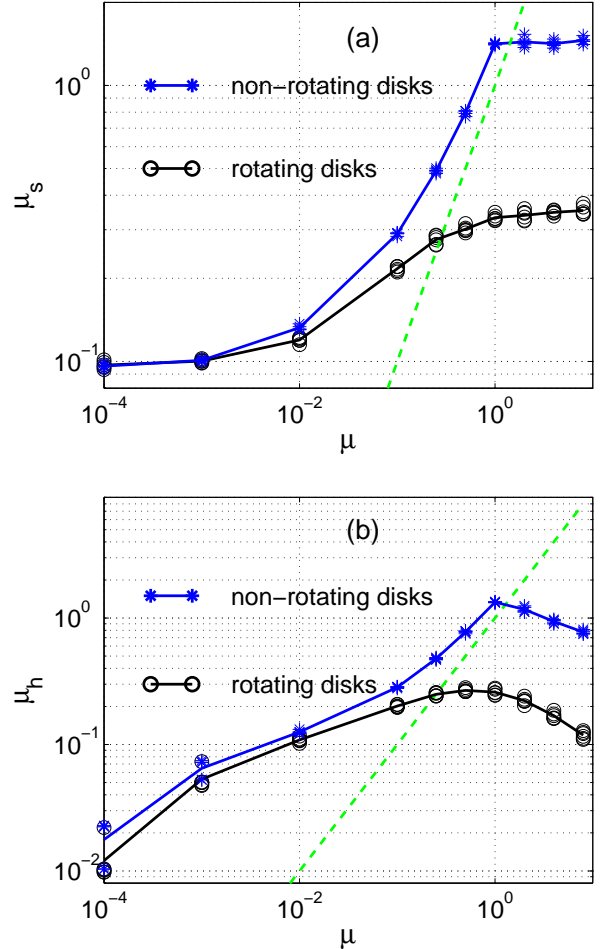 (a)
non−rotating disks
rotating disks
μ_s
10^0
10^−1
10^−4
10^−2
10^0
μ
(b)
non−rotating disks
rotating disks
μ_h
10^0
10^−1
10^−2
10^−4
10^−2
10^0
μ